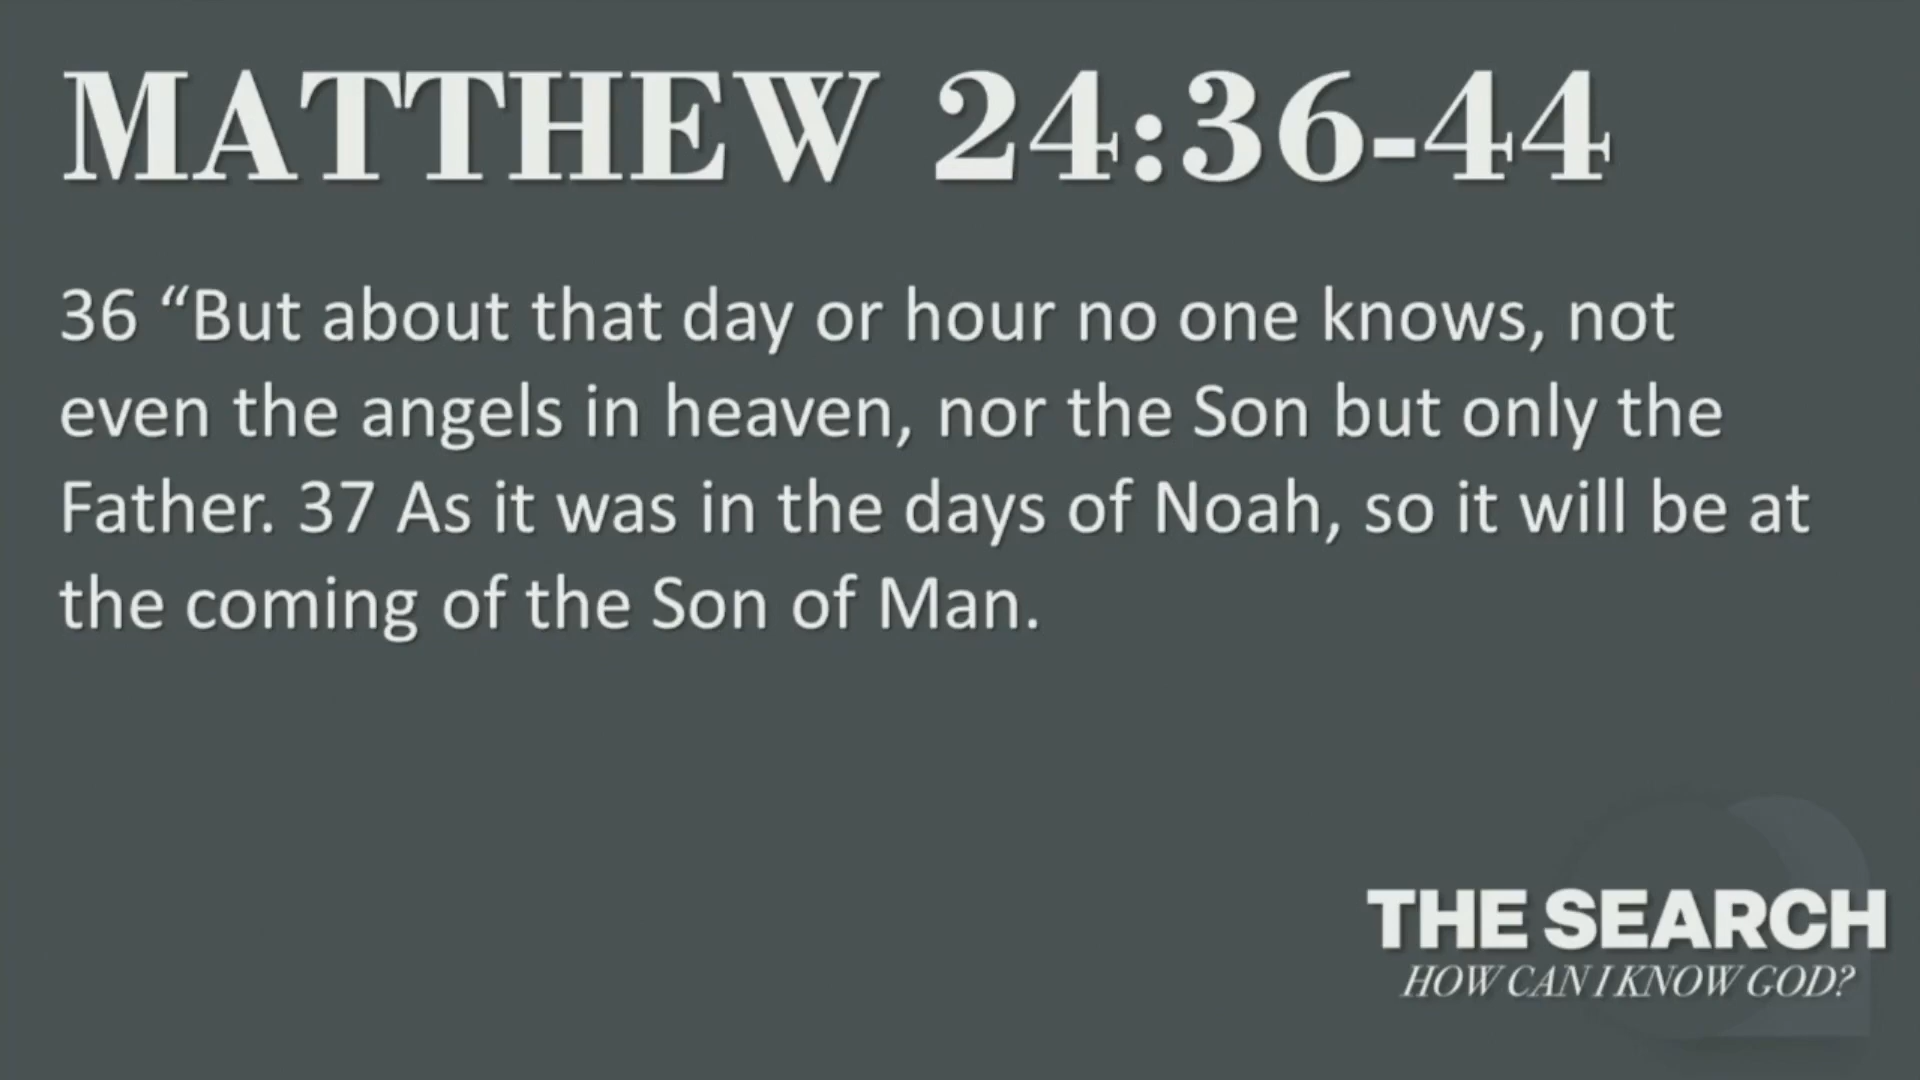 MATTHEW 24:36-44
36 “But about that day or hour no one knows, not
even the angels in heaven, nor the Son but only the
Father. 37 As it was in the days of Noah, so it will be at
the coming of the Son of Man.
THE SEARCH
HOW CAN I KNOW GOD?